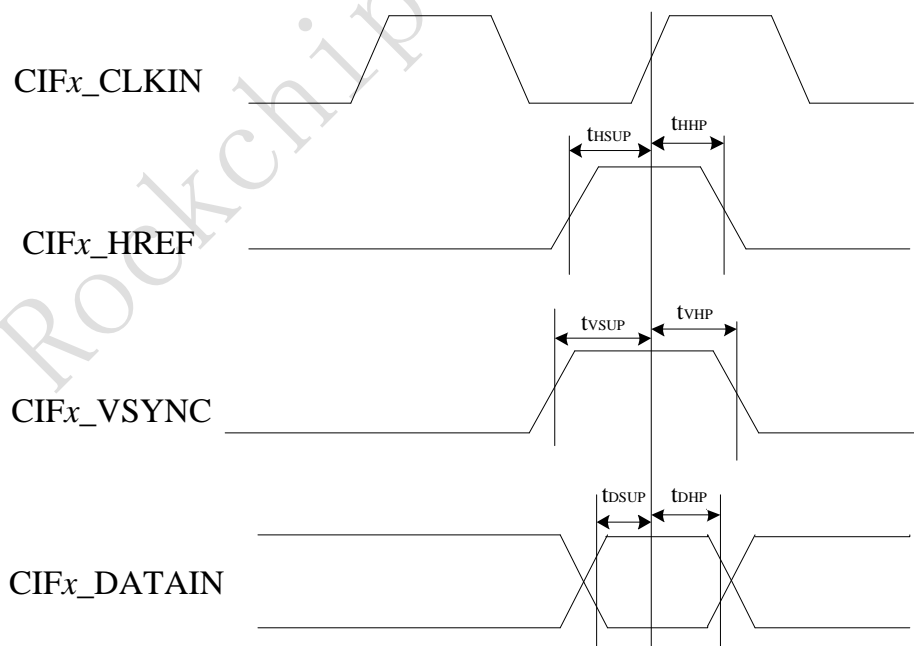 CIFx_CLKIN
tHSUP tHHP
CIFx_HREF
tVSUP tVHP
CIFx_VSYNC
tDSUP tDHP
CIFx_DATAIN
Rockchip